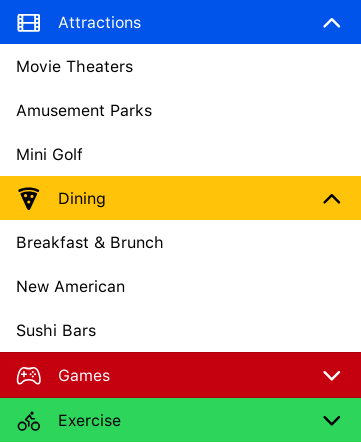 Attractions
Movie Theaters
Amusement Parks
Mini Golf
Dining
Breakfast & Brunch
New American
Sushi Bars
Games
Exercise